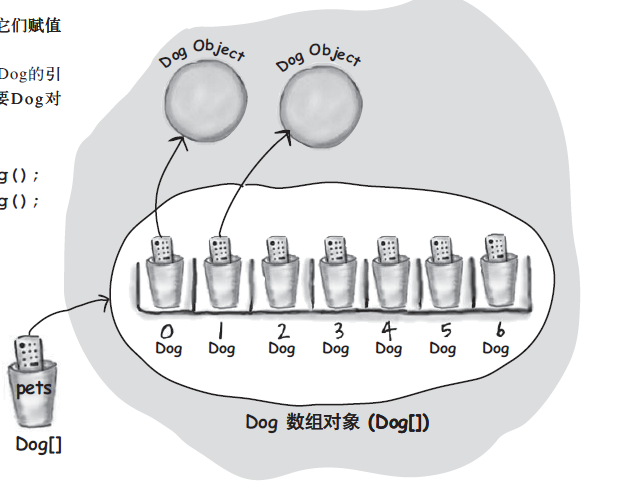 它们赋值
Dog的引
要Dog对
g();
g();
Dog Object
Dog Object
0 1 2 3 4 5 6
Dog Dog Dog Dog Dog Dog Dog
pets
Dog[]
Dog 数组对象 (Dog[])